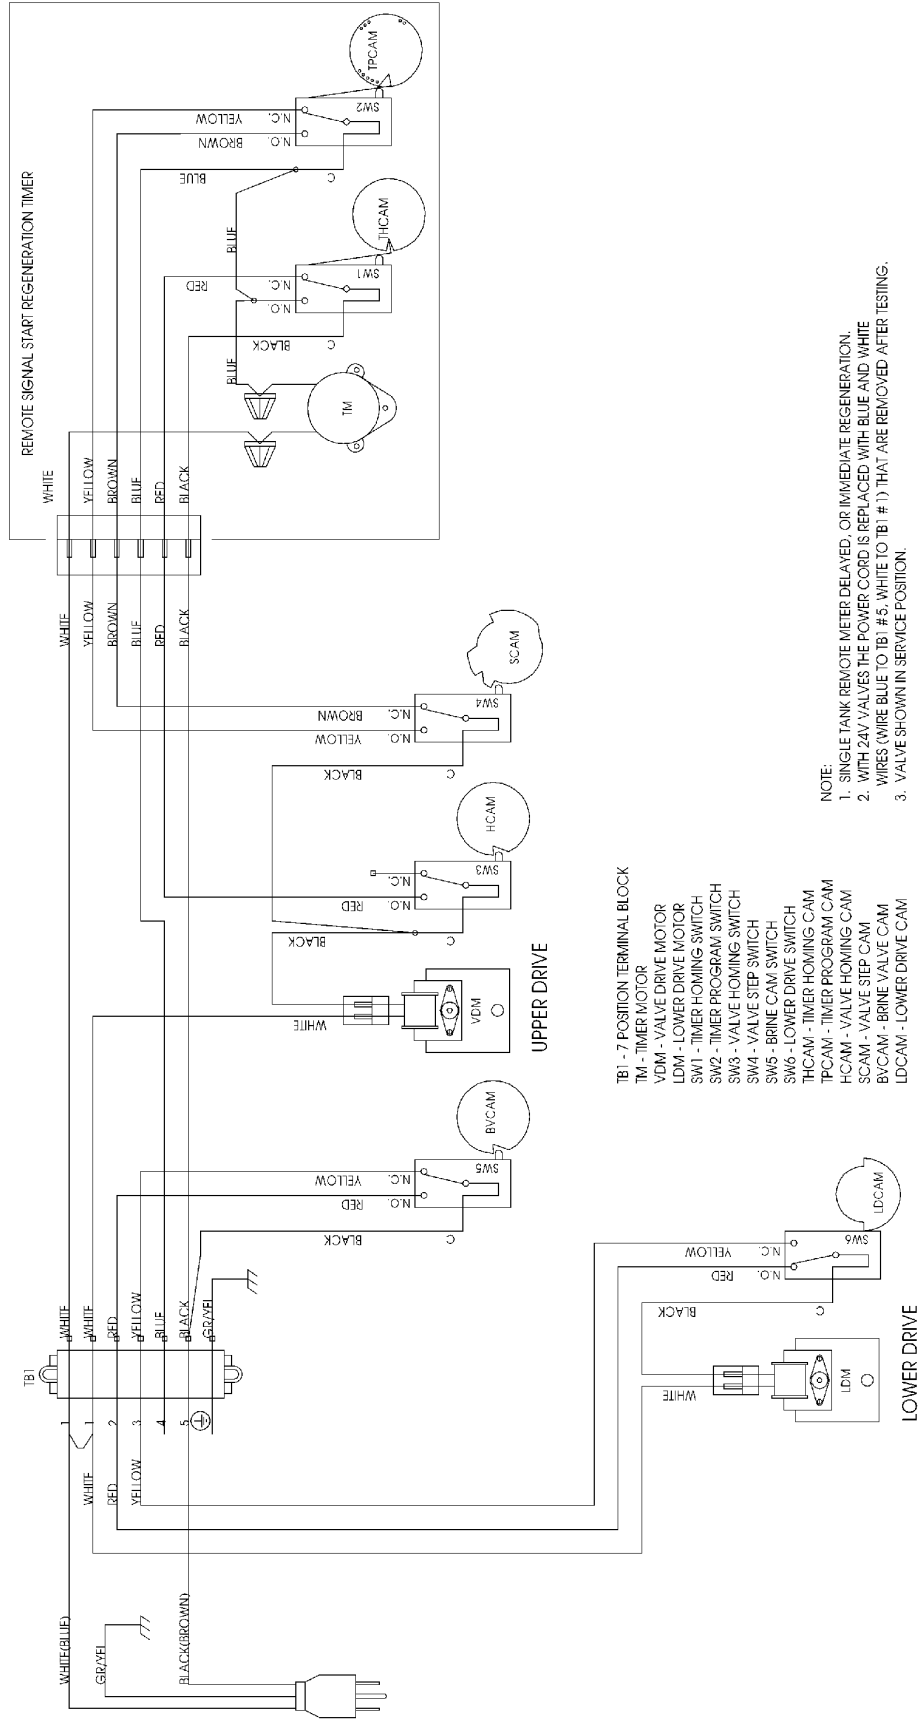 REMOTE SIGNAL START REGENERATION TIMER
WHITE
YELLOW
BROWN
BLUE
RED
BLACK
WHITE
YELLOW
BROWN
BLUE
RED
BLACK
TPCAM
SW2
YELLOW
N.C.
BROWN
N.O.
BLUE
C
BLUE
THCAM
SW1
RED
N.C.
N.O.
BLACK
C
BLUE
TM
SCAM
SW4
BROWN
N.C.
YELLOW
N.O.
BLACK
C
HCAM
SW3
N.C.
RED
N.O.
BLACK
C
WHITE
VDM
UPPER DRIVE
BVCAM
SW5
YELLOW
N.C.
RED
N.O.
BLACK
C
TB1
WHITE
WHITE
RED
YELLOW
BLUE
BLACK
GR/YEL
1
1
2
3
4
5
WHITE
RED
YELLOW
WHITE(BLUE)
GR/YEL
BLACK(BROWN)
LDCAM
SW6
YELLOW
N.C.
RED
N.O.
BLACK
C
WHITE
LDM
LOWER DRIVE
TB1 - 7 POSITION TERMINAL BLOCK
TM - TIMER MOTOR
VDM - VALVE DRIVE MOTOR
LDM - LOWER DRIVE MOTOR
SW1 - TIMER HOMING SWITCH
SW2 - TIMER PROGRAM SWITCH
SW3 - VALVE HOMING SWITCH
SW4 - VALVE STEP SWITCH
SW5 - BRINE CAM SWITCH
SW6 - LOWER DRIVE SWITCH
THCAM - TIMER HOMING CAM
TPCAM - TIMER PROGRAM CAM
HCAM - VALVE HOMING CAM
SCAM - VALVE STEP CAM
BVCAM - BRINE VALVE CAM
LDCAM - LOWER DRIVE CAM
NOTE:
1. SINGLE TANK REMOTE METER DELAYED, OR IMMEDIATE REGENERATION.
2. WITH 24V VALVES THE POWER CORD IS REPLACED WITH BLUE AND WHITE
WIRES (WIRE BLUE TO TB1 #5, WHITE TO TB1 #1) THAT ARE REMOVED AFTER TESTING.
3. VALVE SHOWN IN SERVICE POSITION.